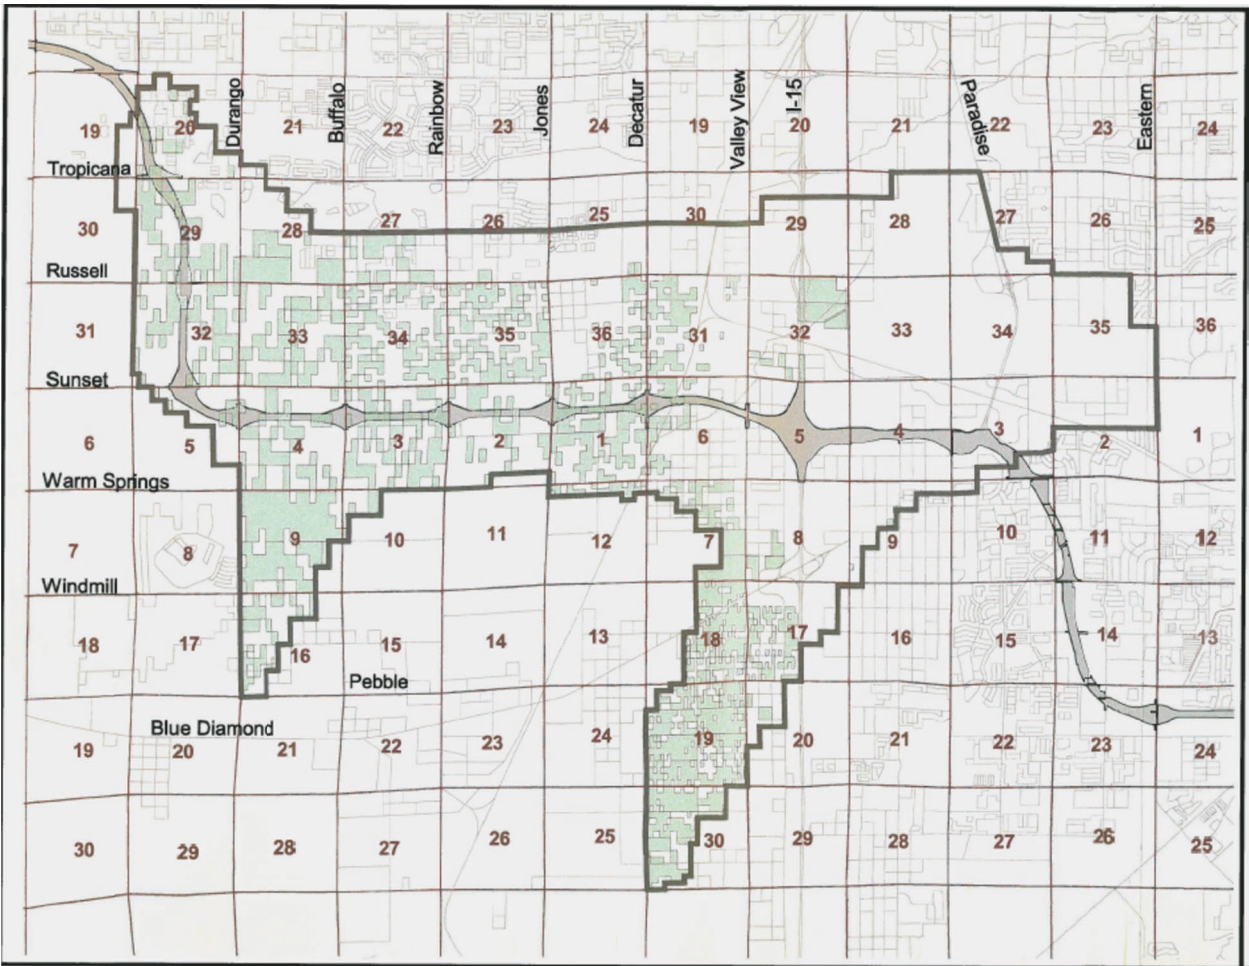 19 20 Durango 21 Buffalo 22 Rainbow 23 Jones 24 Decatur 19 Valley View I-15 20 21 Paradise 22 23 Eastern 24
Tropicana
30 29 28 27 26 25 30 29 28 27 26 25
Russell
31 32 33 34 35 36 31 32 33 34 35 36
Sunset
6 5 4 3 2 1 6 5 4 3 2 1
Warm Springs
7 8 9 10 11 12 7 8 9 10 11 12
Windmill
18 17 16 15 14 13 18 17 16 15 14 13
Pebble
Blue Diamond
19 20 21 22 23 24 19 20 21 22 23 24
30 29 28 27 26 25 30 29 28 27 26 25